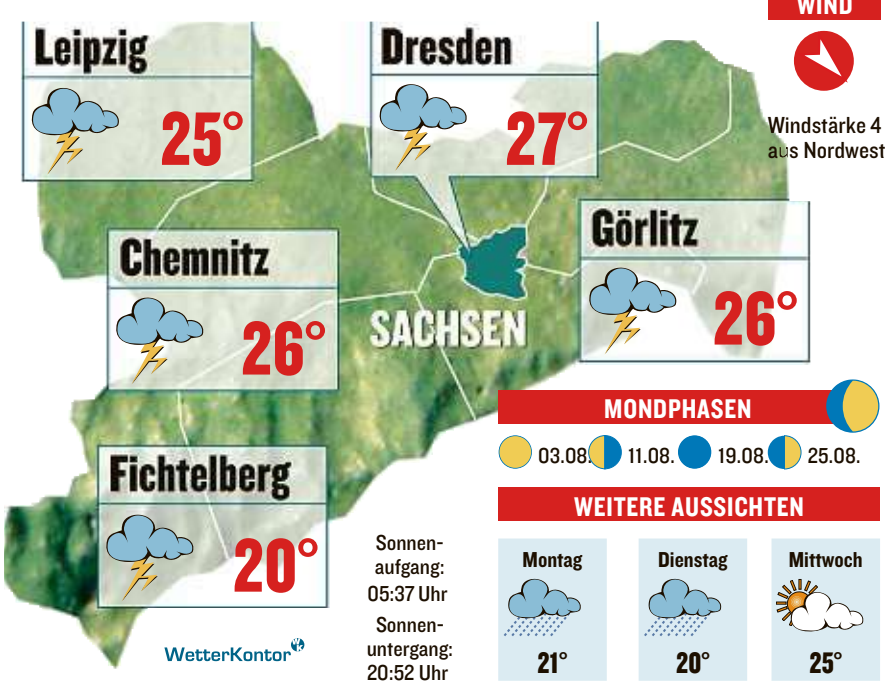 WIND
Leipzig
25°
Dresden
27°
Windstärke 4
aus Nordwest
Görlitz
26°
Chemnitz
26°
SACHSEN
Fichtelberg
20°
MONDPHASEN
03.08. 11.08. 19.08. 25.08.
WEITERE AUSSICHTEN
Montag
21°
Dienstag
20°
Mittwoch
25°
Sonnen-
aufgang:
05:37 Uhr
Sonnen-
untergang:
20:52 Uhr
WetterKontor